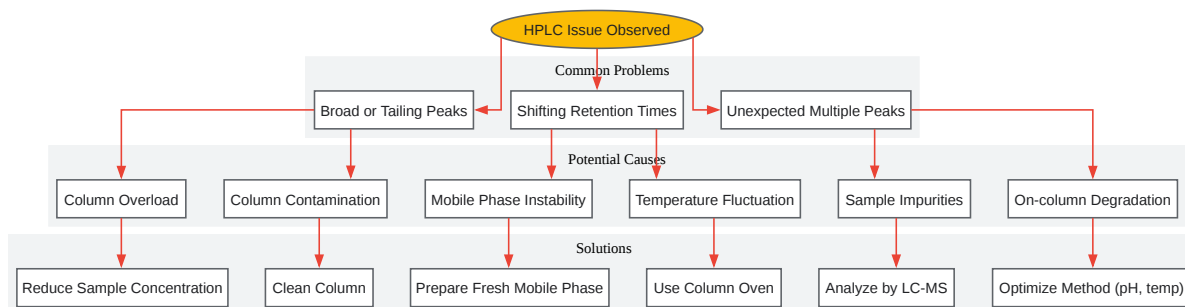 HPLC Issue Observed
Common Problems
Broad or Tailing Peaks
Shifting Retention Times
Unexpected Multiple Peaks
Potential Causes
Column Overload
Column Contamination
Mobile Phase Instability
Temperature Fluctuation
Sample Impurities
On-column Degradation
Solutions
Reduce Sample Concentration
Clean Column
Prepare Fresh Mobile Phase
Use Column Oven
Analyze by LC-MS
Optimize Method (pH, temp)